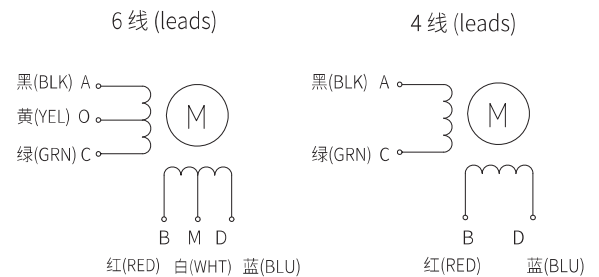 6 线 (leads)
黑(BLK) A
黄(YEL) O
绿(GRN) C
M
B M D
红(RED) 白(WHT) 蓝(BLU)
4 线 (leads)
黑(BLK) A
绿(GRN) C
M
B D
红(RED) 蓝(BLU)